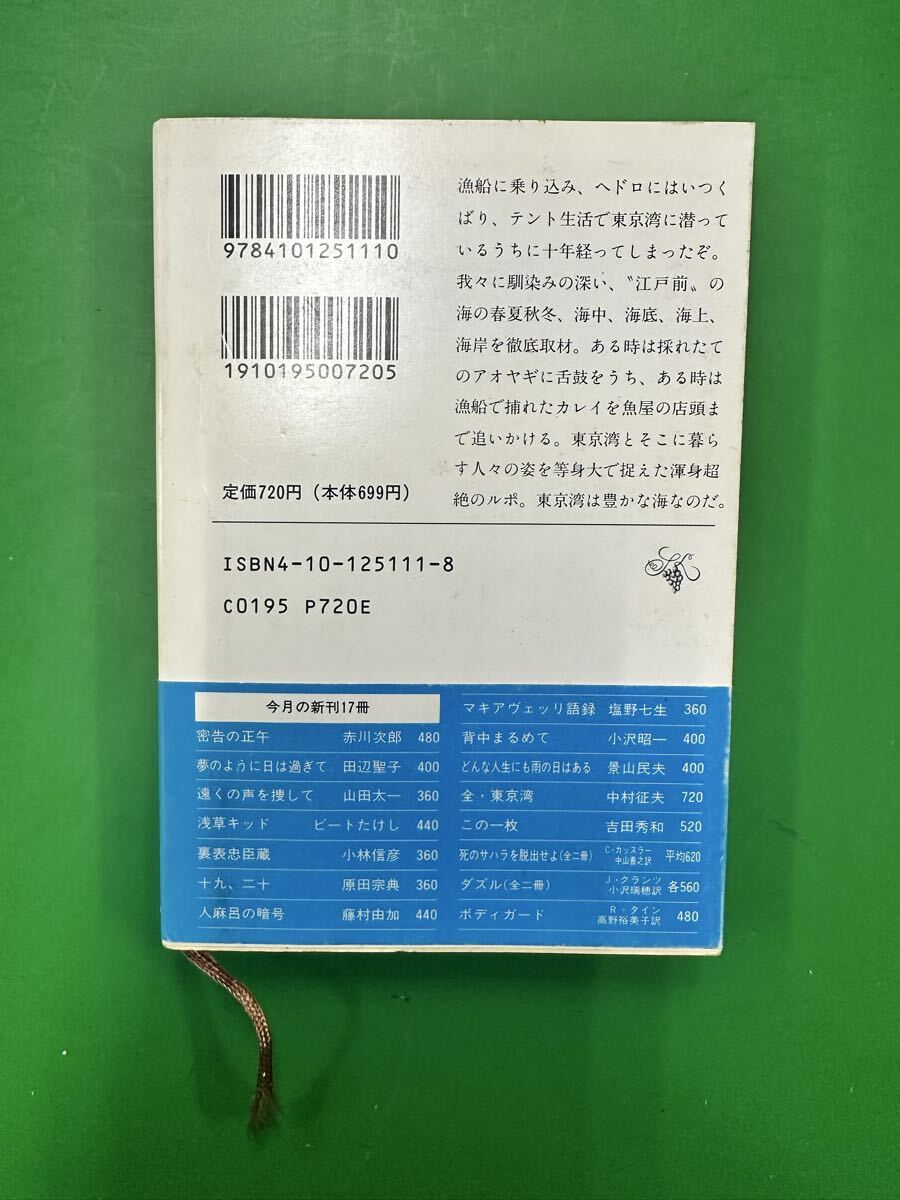 9784101251110
1910195007205
定価720円（本体699円）
漁船に乗り込み、ヘドロにはいつく
ばり、テント生活で東京湾に潜って
いるうちに十年経ってしまったぞ。
我々に馴染みの深い、〝江戸前〟の
海の春夏秋冬、海中、海底、海上、
海岸を徹底取材。ある時は採れたて
のアオヤギに舌鼓をうち、ある時は
漁船で捕れたカレイを魚屋の店頭ま
で追いかける。東京湾とそこに暮ら
す人々の姿を等身大で捉えた渾身超
絶のルポ。東京湾は豊かな海なのだ。
ISBN4-10-125111-8
C0195 P720E
今月の新刊17冊
密告の正午 赤川次郎 480
夢のように日は過ぎて 田辺聖子 400
遠くの声を捜して 山田太一 360
浅草キッド ビートたけし 440
裏表忠臣蔵 小林信彦 360
十九、二十 原田宗典 360
人麻呂の暗号 藤村由加 440
マキアヴェッリ語録 塩野七生 360
背中まるめて 小沢昭一 400
どんな人生にも雨の日はある 景山民夫 400
全・東京湾 中村征夫 720
この一枚 吉田秀和 520
死のサハラを脱出せよ(全二冊) C・カッスラー 中山善之訳 平均620
ダズル(全二冊) J・クランツ 小沢瑞穂訳 各560
ボディガード R・タイン 高野裕美子訳 480